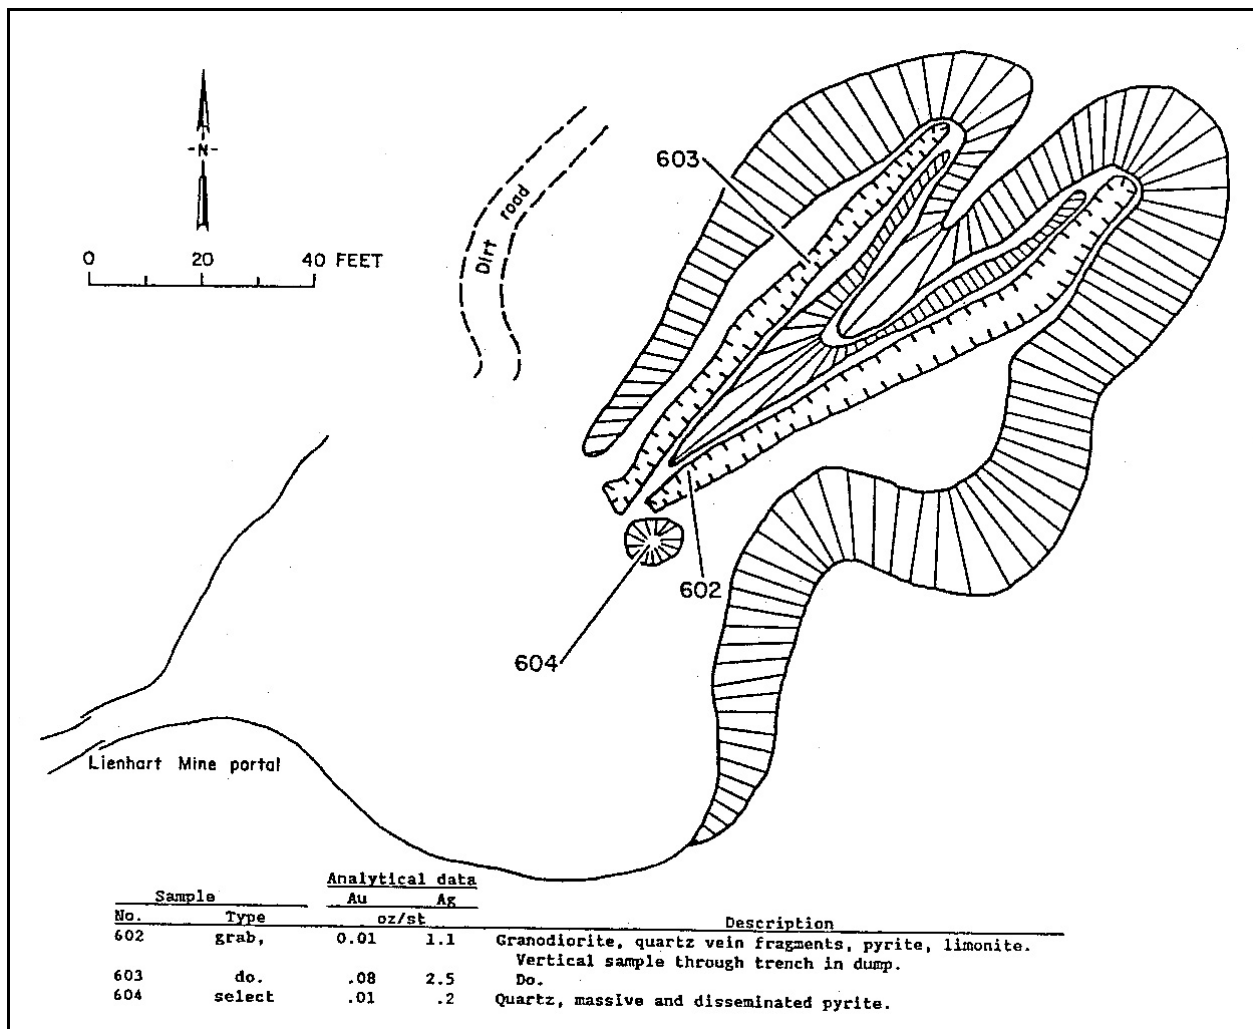 N
0 20 40 FEET
Dirt road
603
602
604
Lienhart Mine portal
Analytical data
Sample Au Ag
No. Type oz/st Description
602 grab, 0.01 1.1 Granodiorite, quartz vein fragments, pyrite, limonite.
Vertical sample through trench in dump.
603 do. .08 2.5 Do.
604 select .01 .2 Quartz, massive and disseminated pyrite.